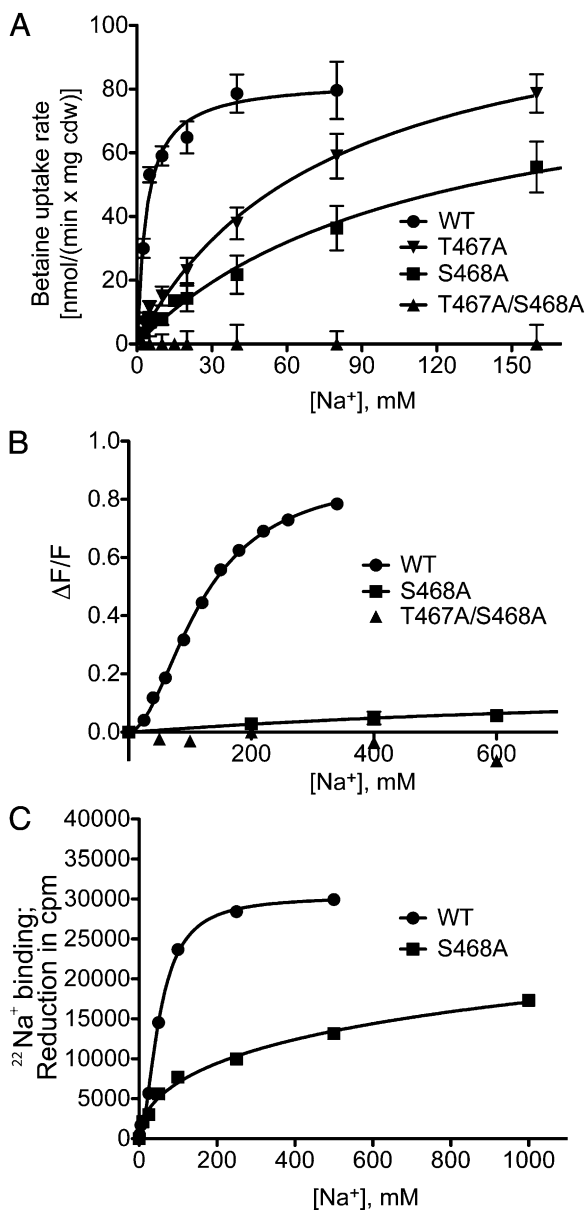 A
Betaine uptake rate
[nmol/(min x mg cdw)]
100
80
60
40
20
0
0 30 60 90 120 150
[Na⁺], mM
WT
T467A
S468A
T467A/S468A
B
ΔF/F
1.0
0.8
0.6
0.4
0.2
0.0
200 400 600
[Na⁺], mM
WT
S468A
T467A/S468A
C
²²Na⁺ binding;
Reduction in cpm
40000
35000
30000
25000
20000
15000
10000
5000
0
0 200 400 600 800 1000
[Na⁺], mM
WT
S468A